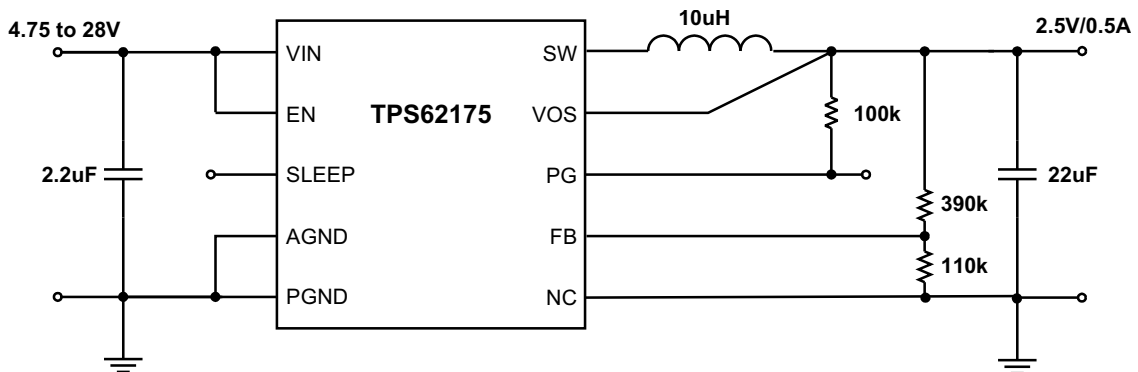 4.75 to 28V
10uH
2.5V/0.5A
VIN
SW
EN
TPS62175
VOS
100k
2.2uF
SLEEP
PG
22uF
390k
AGND
FB
110k
PGND
NC